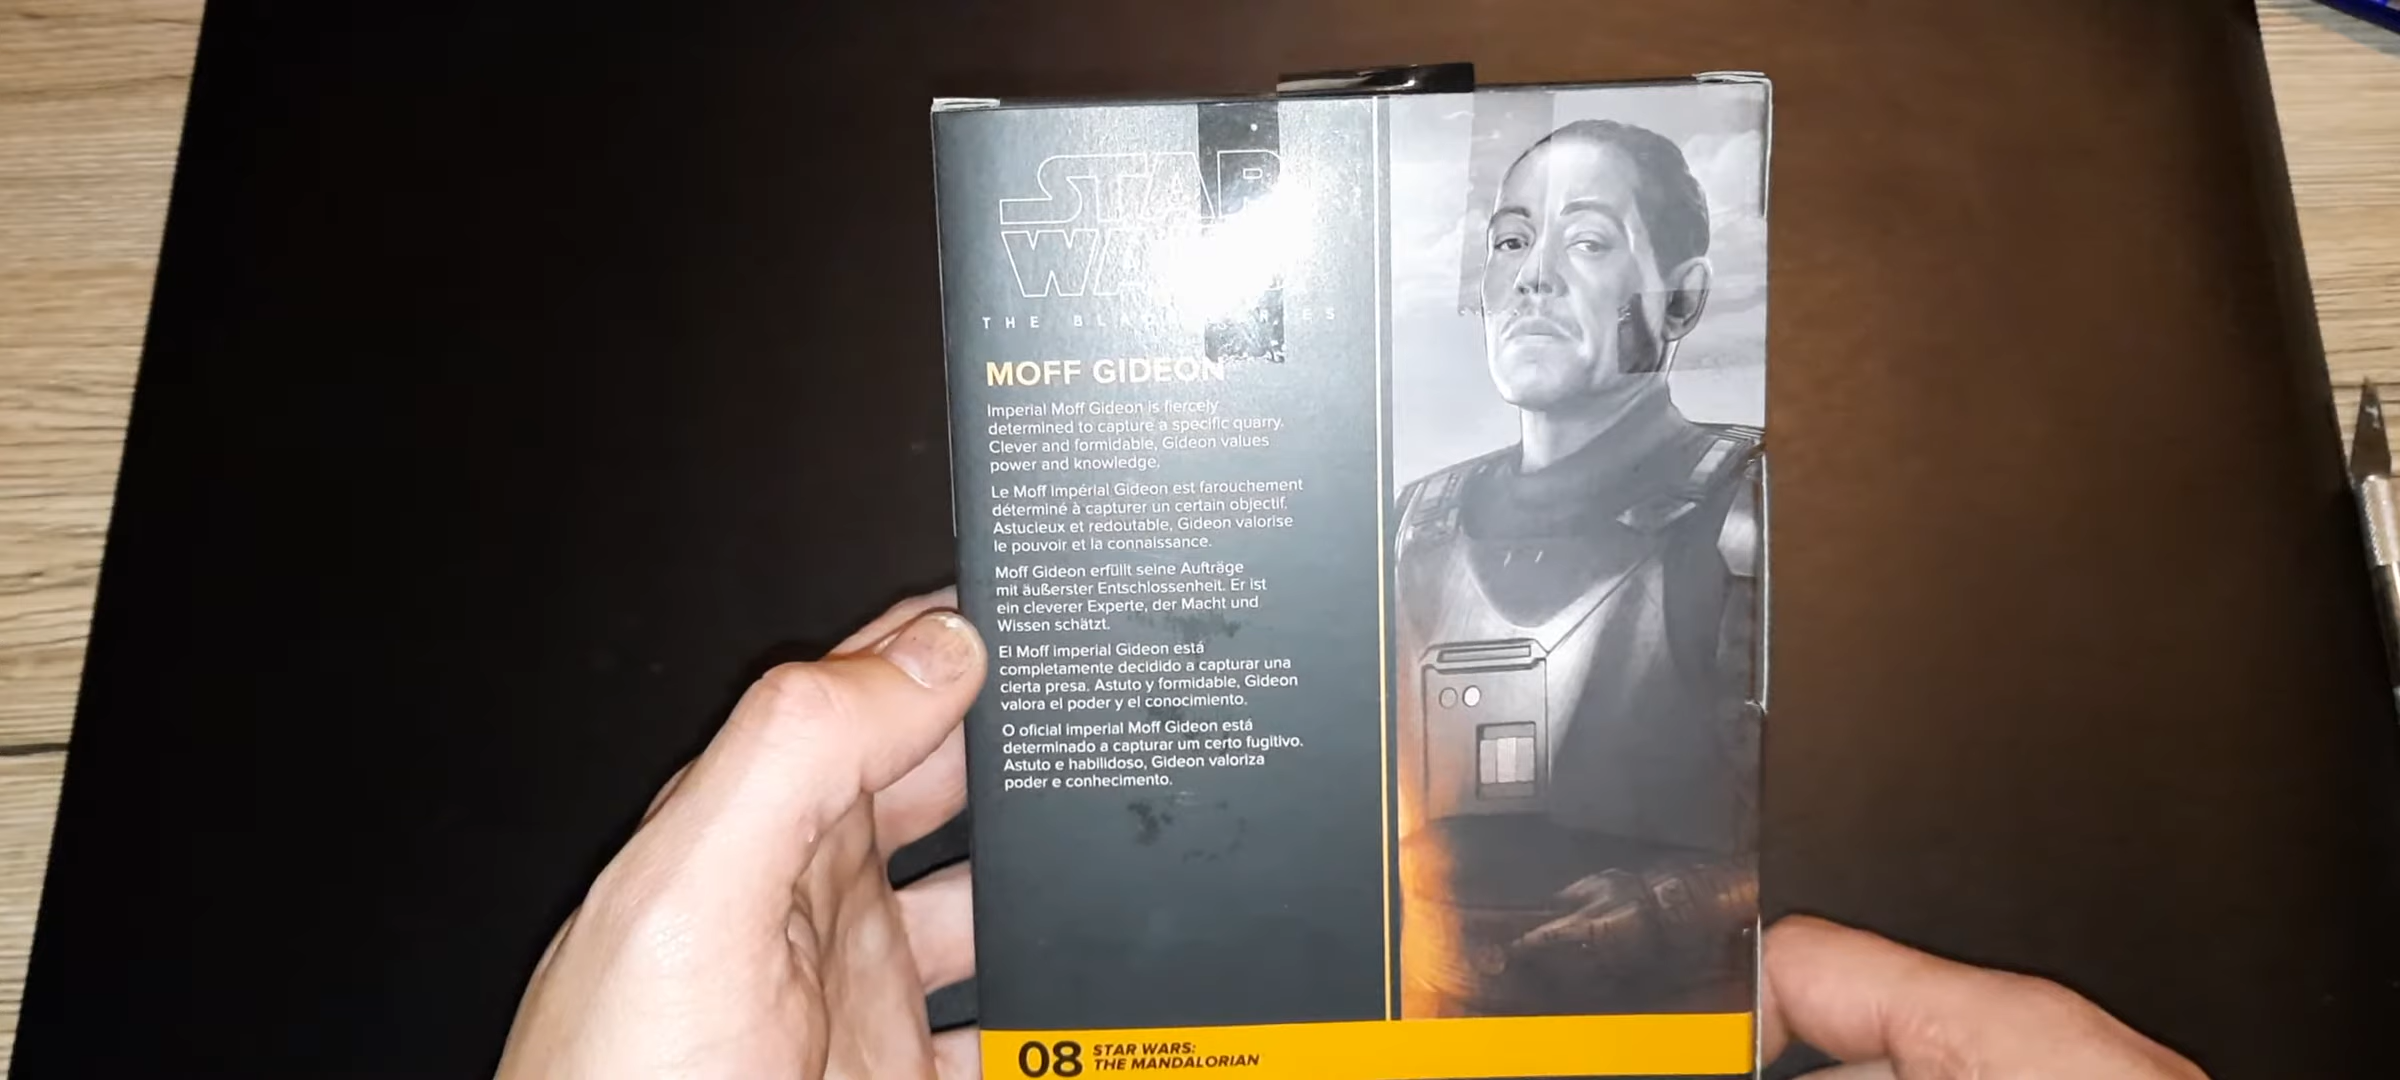 STAR
WARS
THE BLACK SERIES
MOFF GIDEON
Imperial Moff Gideon is fiercely
determined to capture a specific quarry.
Clever and formidable, Gideon values
power and knowledge.
Le Moff impérial Gideon est farouchement
déterminé à capturer un certain objectif.
Astucieux et redoutable, Gideon valorise
le pouvoir et la connaissance.
Moff Gideon erfüllt seine Aufträge
mit äußerster Entschlossenheit. Er ist
ein cleverer Experte, der Macht und
Wissen schätzt.
El Moff imperial Gideon está
completamente decidido a capturar una
cierta presa. Astuto y formidable, Gideon
valora el poder y el conocimiento.
O oficial imperial Moff Gideon está
determinado a capturar um certo fugitivo.
Astuto e habilidoso, Gideon valoriza
poder e conhecimento.
08 STAR WARS:
THE MANDALORIAN